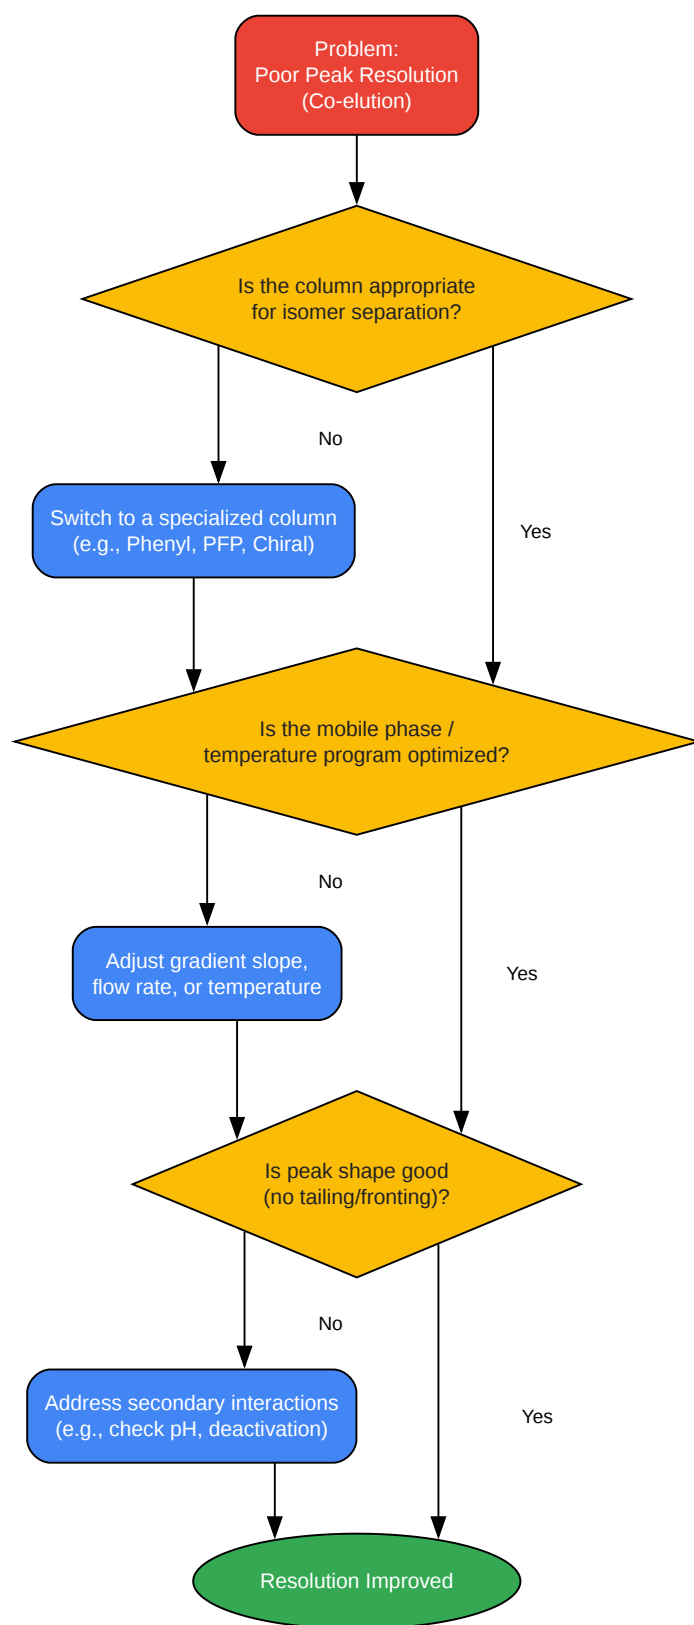 Problem:
Poor Peak Resolution
(Co-elution)
Is the column appropriate
for isomer separation?
No
Switch to a specialized column
(e.g., Phenyl, PFP, Chiral)
Yes
Is the mobile phase /
temperature program optimized?
No
Adjust gradient slope,
flow rate, or temperature
Yes
Is peak shape good
(no tailing/fronting)?
No
Address secondary interactions
(e.g., check pH, deactivation)
Yes
Resolution Improved